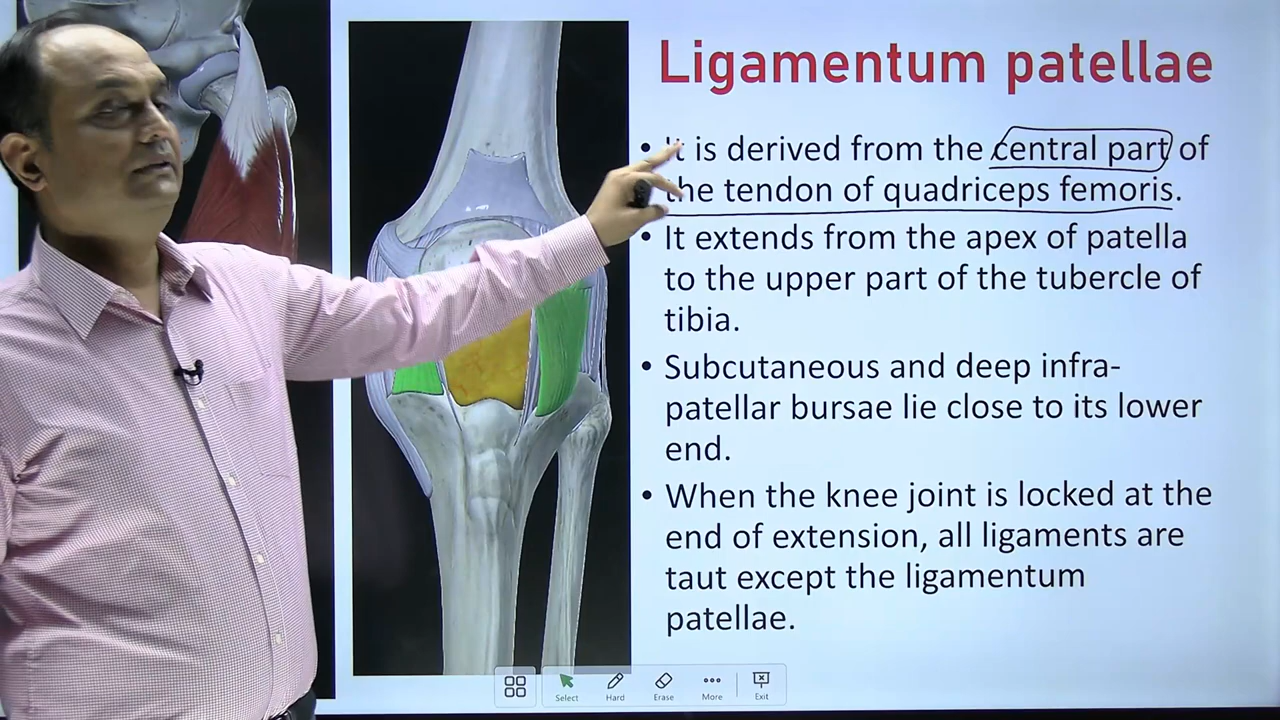 Ligamentum patellae
• It is derived from the central part of
the tendon of quadriceps femoris.
• It extends from the apex of patella
to the upper part of the tubercle of
tibia.
• Subcutaneous and deep infra-
patellar bursae lie close to its lower
end.
• When the knee joint is locked at the
end of extension, all ligaments are
taut except the ligamentum
patellae.
Select Hard Erase More Exit